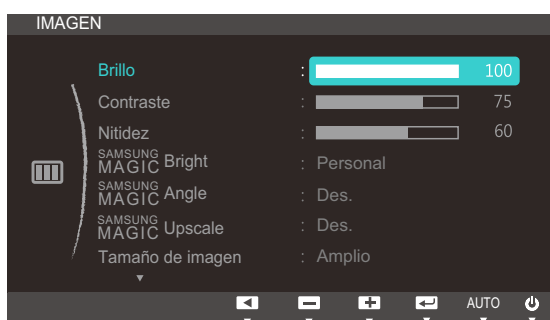 IMAGEN
Brillo : 100
Contraste : 75
Nitidez : 60
SAMSUNG MAGIC Bright : Personal
SAMSUNG MAGIC Angle : Des.
SAMSUNG MAGIC Upscale : Des.
Tamaño de imagen : Amplio
AUTO